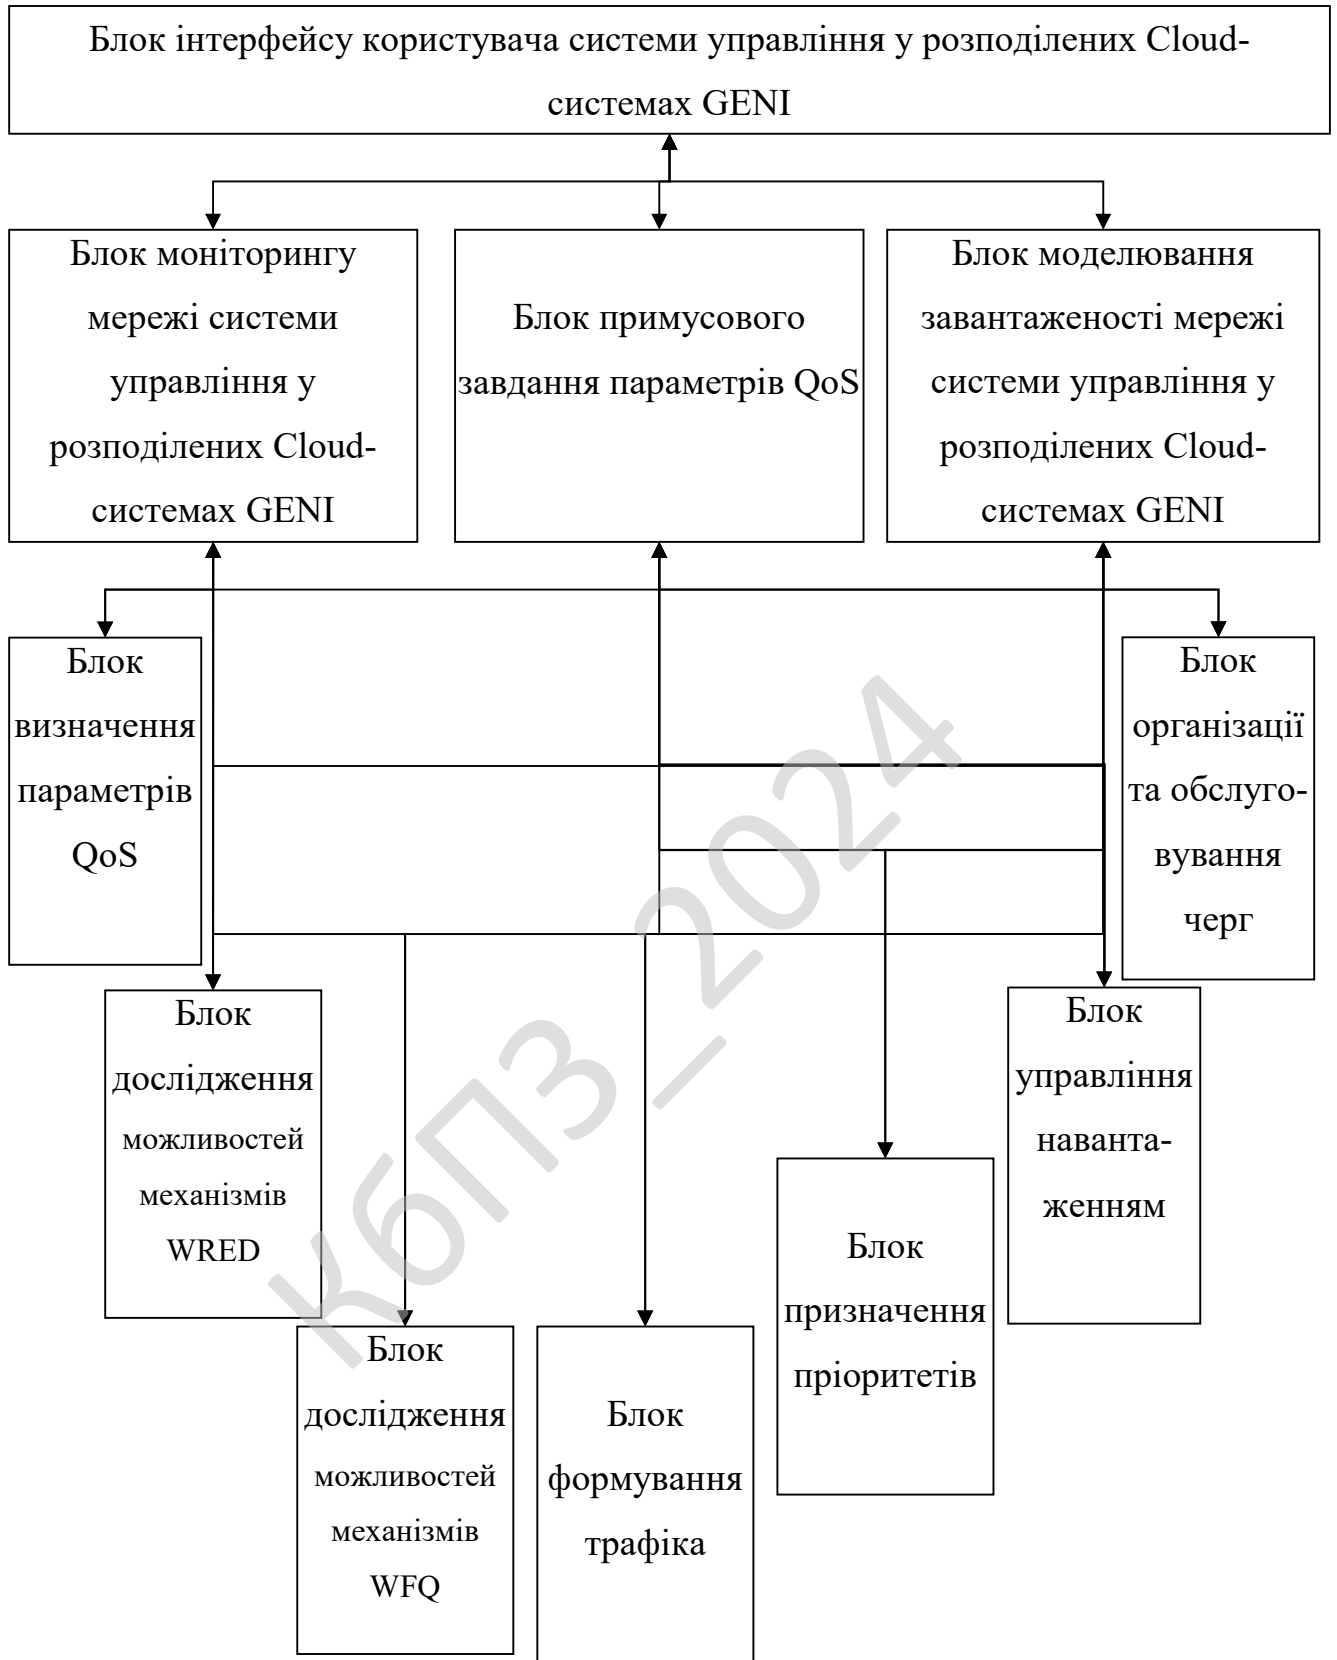 Блок інтерфейсу користувача системи управління у розподілених Cloud-
системах GENI
Блок моніторингу
мережі системи
управління у
розподілених Cloud-
системах GENI
Блок примусового
завдання параметрів QoS
Блок моделювання
завантаженості мережі
системи управління у
розподілених Cloud-
системах GENI
Блок
визначення
параметрів
QoS
Блок
організації
та обслуго-
вування
черг
Блок
дослідження
можливостей
механізмів
WRED
Блок
управління
наванта-
женням
Блок
призначення
пріоритетів
Блок
дослідження
можливостей
механізмів
WFQ
Блок
формування
трафіка
КбПЗ_2024